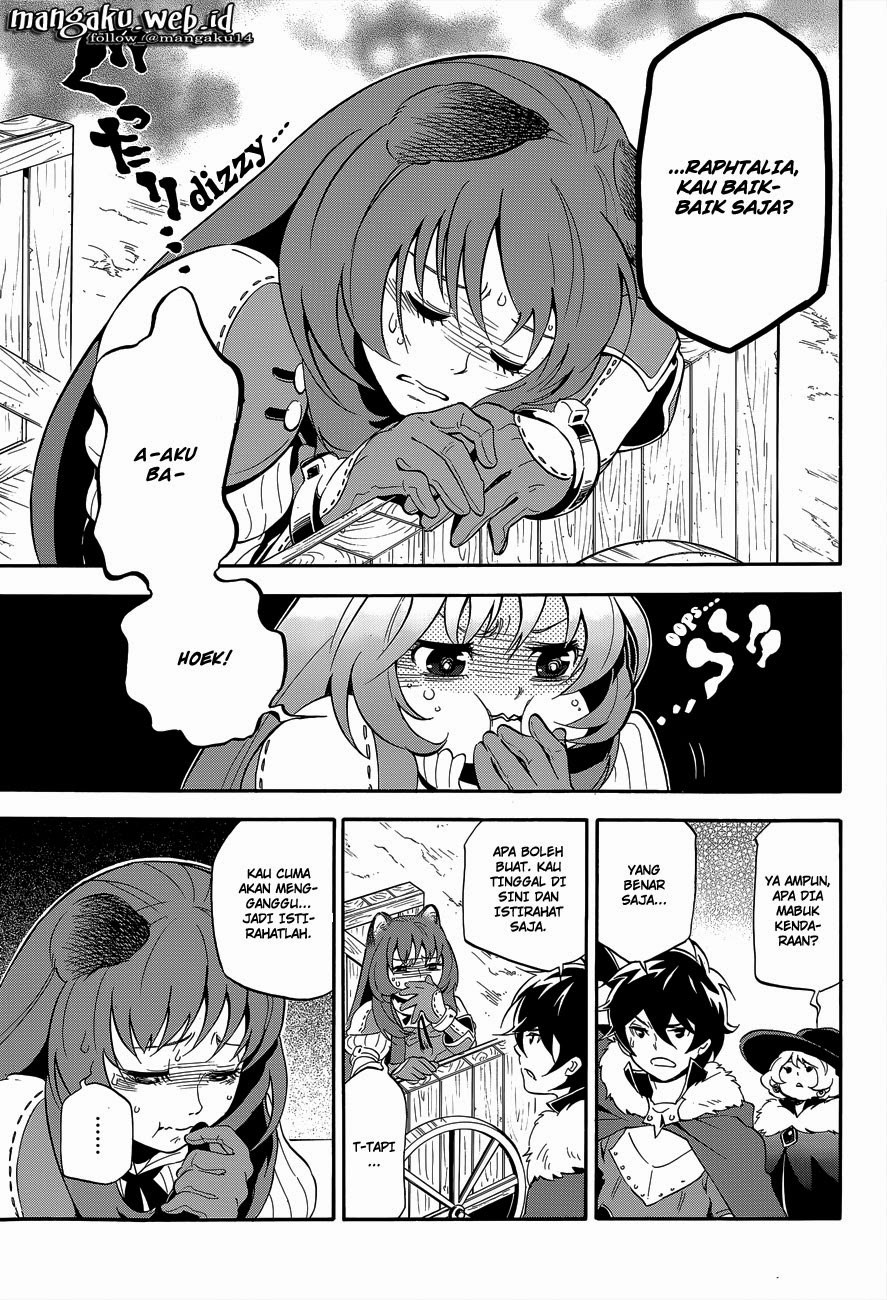 mangaku.web.id
follow @mangaku14
...RAPHTALIA,
KAU BAIK-
BAIK SAJA?
ぐったり!!
dizzy...
A-AKU
BA-
HOEK!
OOPS...
YA AMPUN,
APA DIA
MABUK
KENDA-
RAAN?
YANG
BENAR
SAJA...
APA BOLEH
BUAT. KAU
TINGGAL DI
SINI DAN
ISTIRAHAT
SAJA.
T-TAPI
...
KAU CUMA
AKAN MENG-
GANGGU...
JADI ISTI-
RAHATLAH.
......